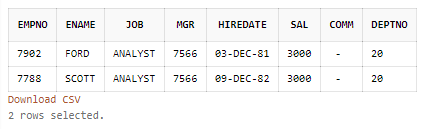 EMPNO ENAME JOB MGR HIREDATE SAL COMM DEPTNO
7902 FORD ANALYST 7566 03-DEC-81 3000 - 20
7788 SCOTT ANALYST 7566 09-DEC-82 3000 - 20
Download CSV
2 rows selected.